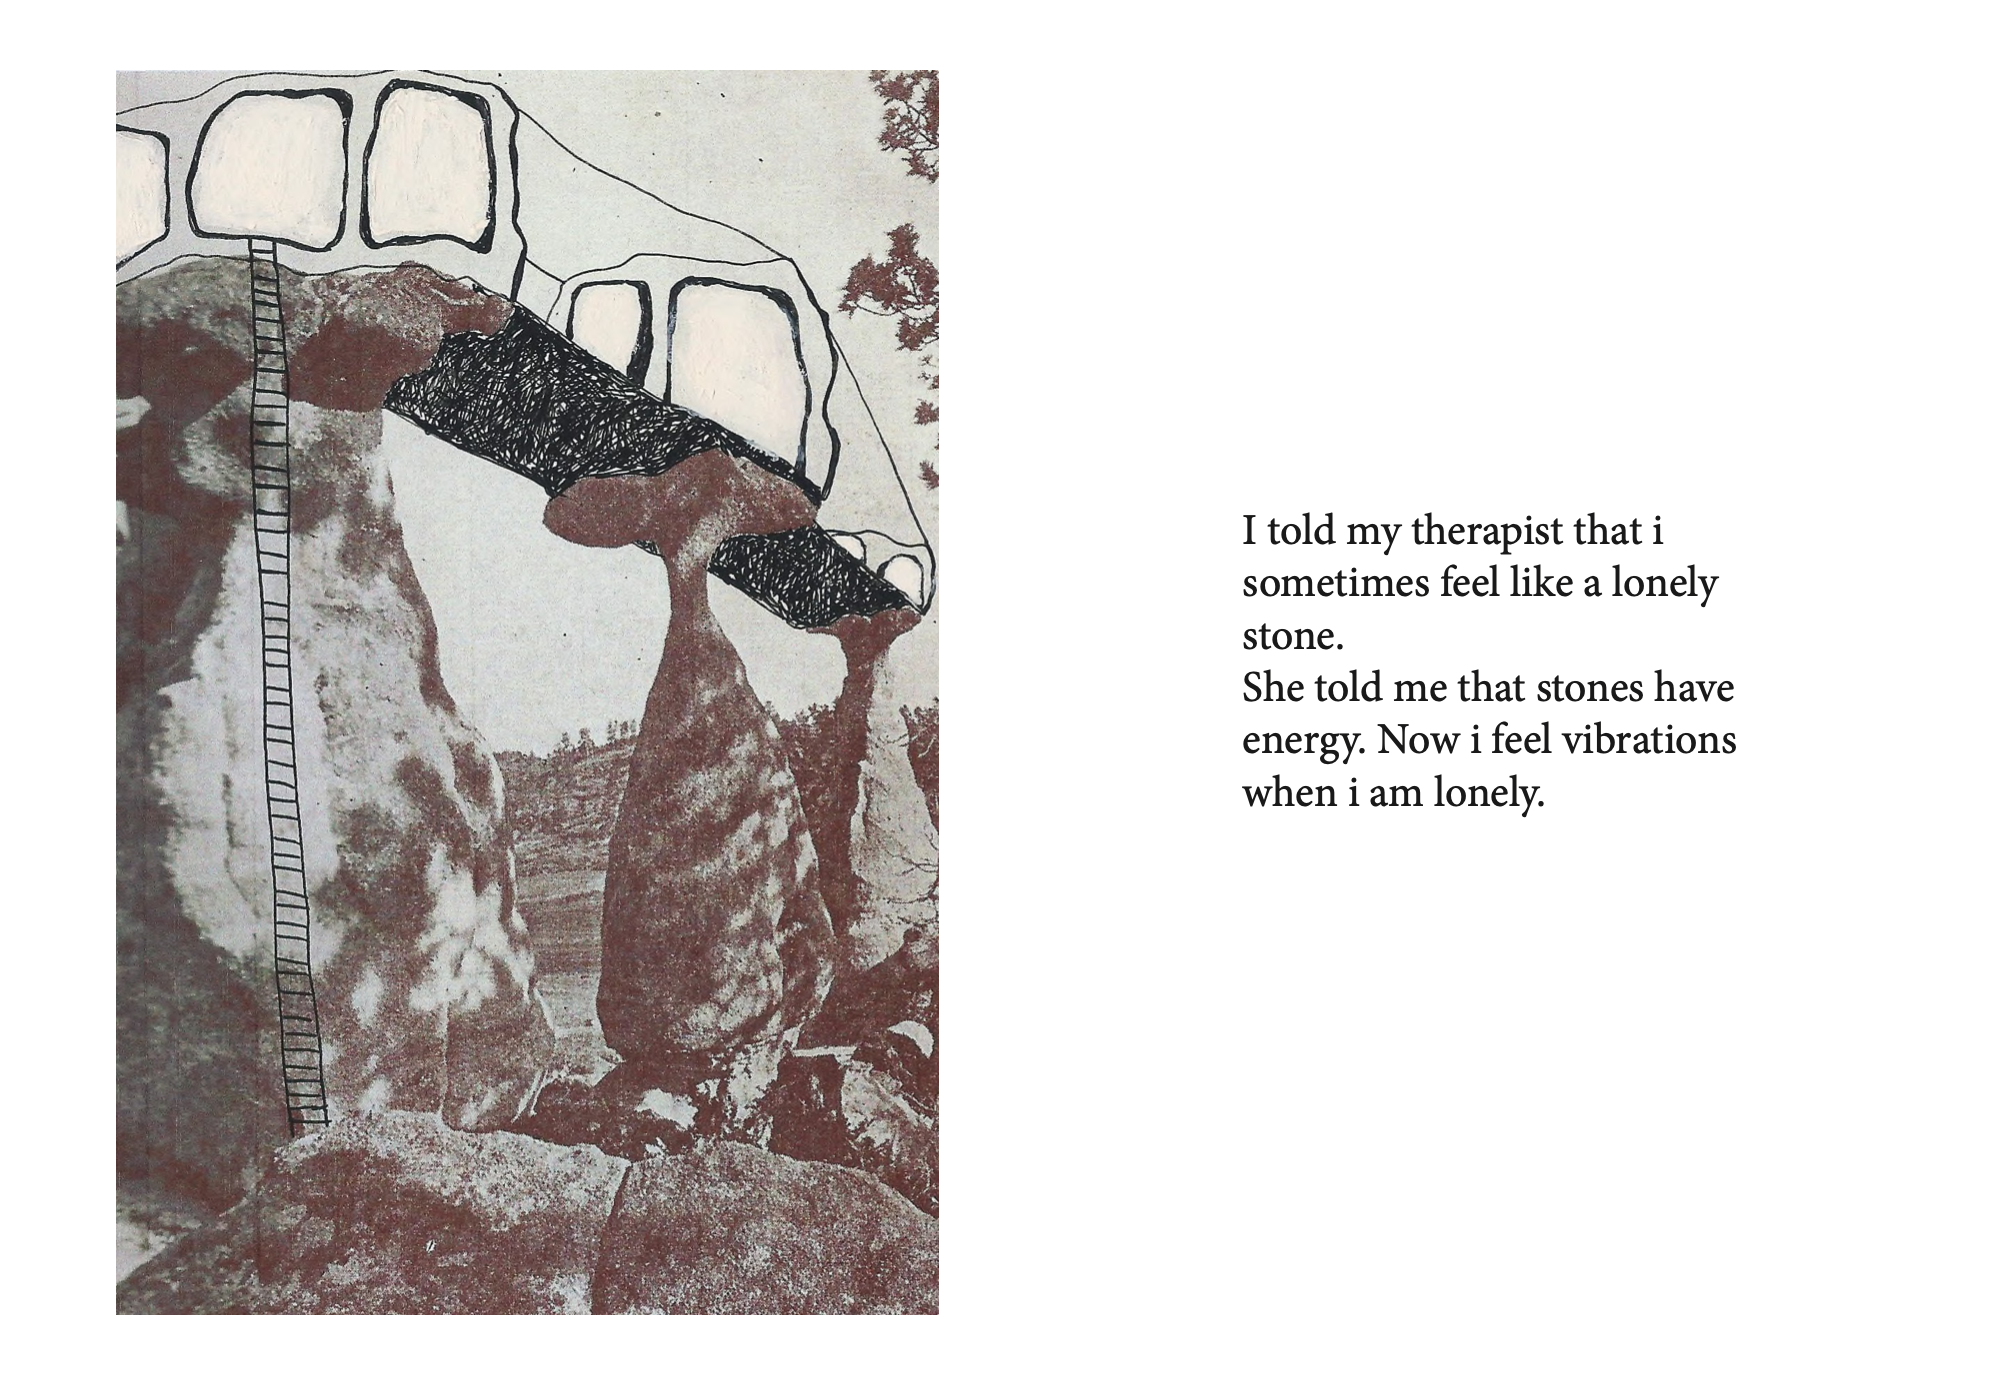 I told my therapist that i
sometimes feel like a lonely
stone.
She told me that stones have
energy. Now i feel vibrations
when i am lonely.